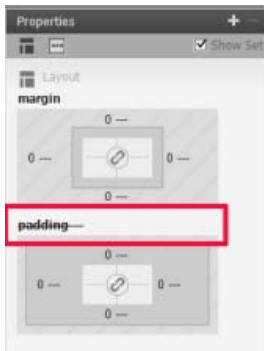 Properties
Show Set
Layout
margin
0 —
0 — 0 —
0 —
padding
0 —
0 — 0 —
0 —